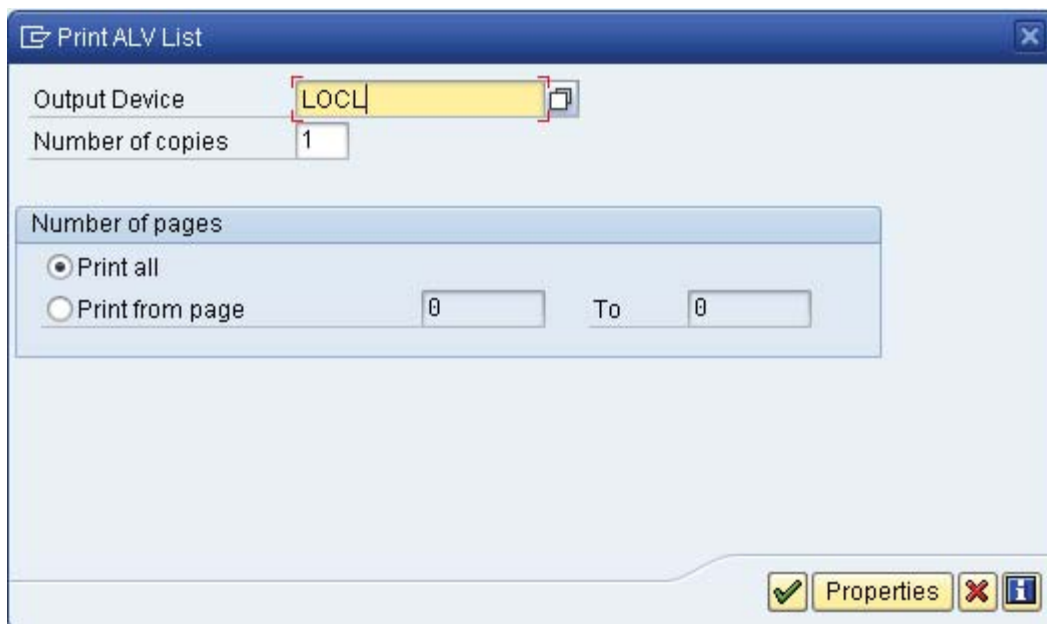 Print ALV List
Output Device LOCL
Number of copies 1
Number of pages
Print all
Print from page 0 To 0
Properties